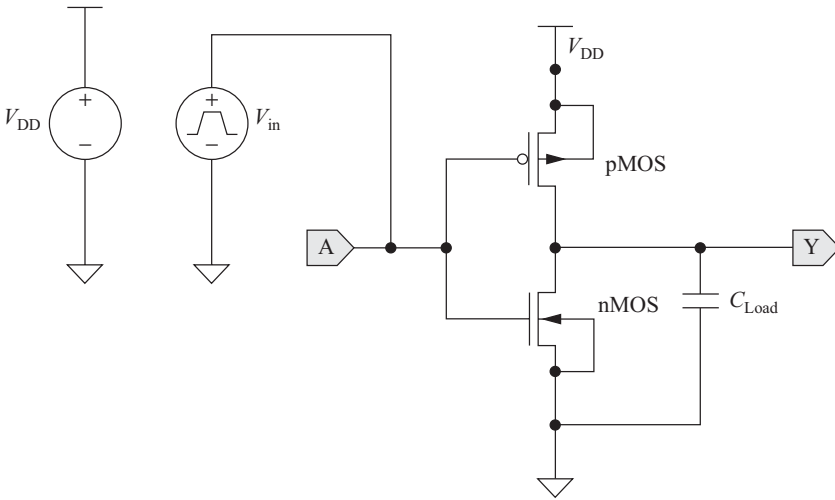 V_DD
V_DD
V_in
+
−
+
−
pMOS
A
Y
nMOS
C_Load